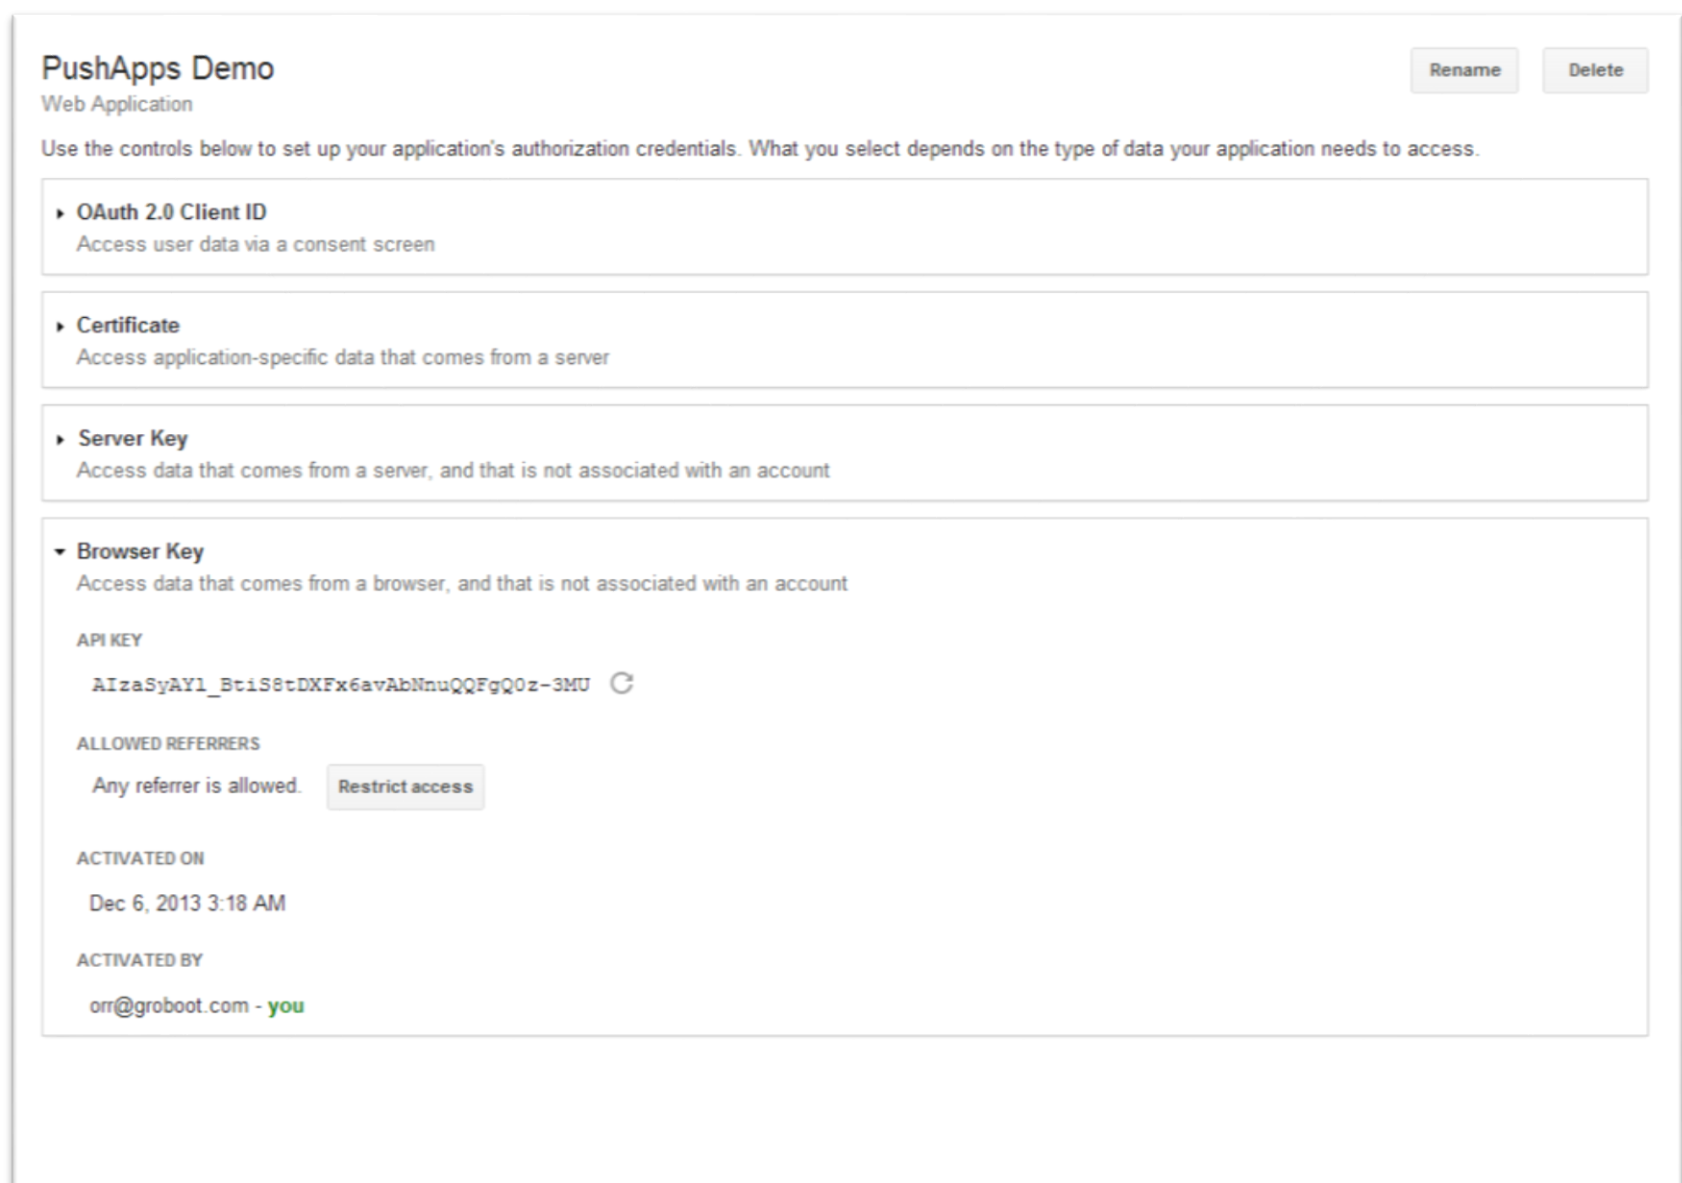 PushApps Demo
Rename
Delete
Web Application
Use the controls below to set up your application's authorization credentials. What you select depends on the type of data your application needs to access.
OAuth 2.0 Client ID
Access user data via a consent screen
Certificate
Access application-specific data that comes from a server
Server Key
Access data that comes from a server, and that is not associated with an account
Browser Key
Access data that comes from a browser, and that is not associated with an account
API KEY
AIzaSyAYl_BtiS8tDXFx6avAbNnuQQFgQ0z-3MU
ALLOWED REFERRERS
Any referrer is allowed.
Restrict access
ACTIVATED ON
Dec 6, 2013 3:18 AM
ACTIVATED BY
orr@groboot.com - you